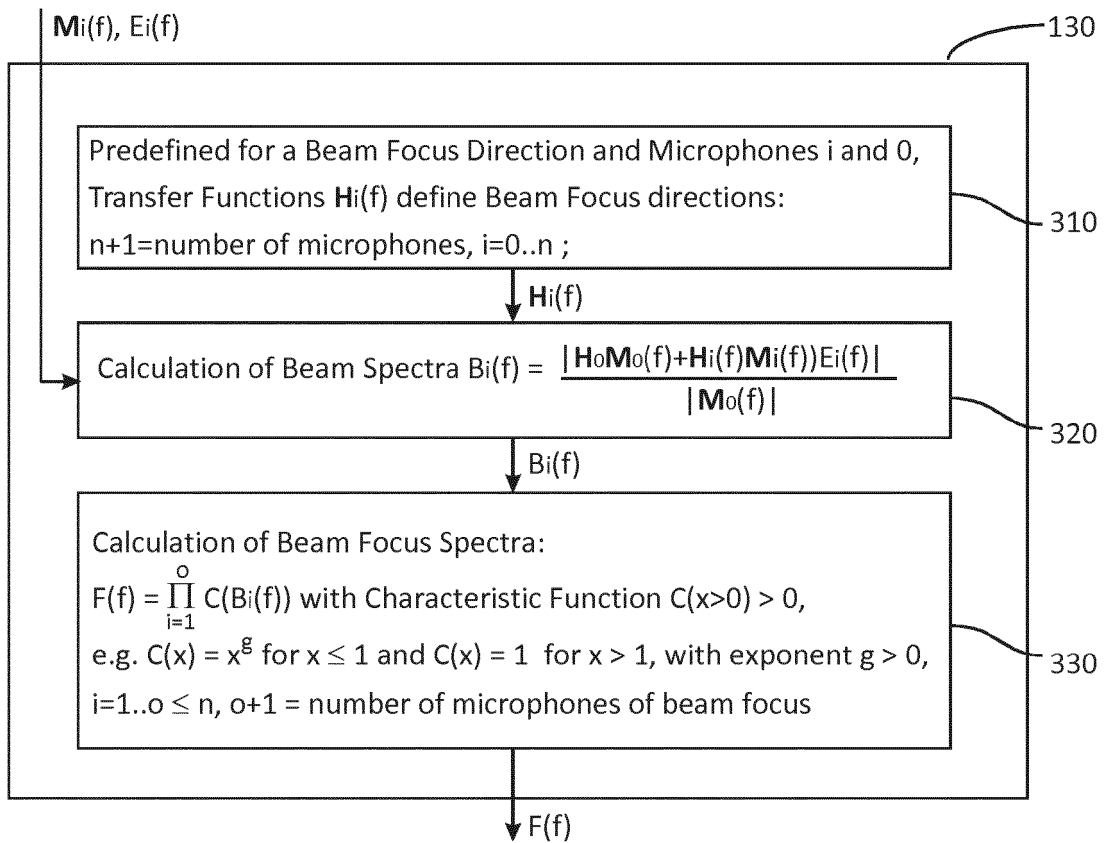 Mi(f), Ei(f)
130
Predefined for a Beam Focus Direction and Microphones i and 0,
Transfer Functions Hi(f) define Beam Focus directions:
n+1=number of microphones, i=0..n ;
310
Hi(f)
Calculation of Beam Spectra Bi(f) = |H0M0(f)+Hi(f)Mi(f))Ei(f)|
|M0(f)|
320
Bi(f)
Calculation of Beam Focus Spectra:
o
F(f) = ∏ C(Bi(f)) with Characteristic Function C(x>0) > 0,
i=1
e.g. C(x) = x^g for x ≤ 1 and C(x) = 1 for x > 1, with exponent g > 0,
i=1..o ≤ n, o+1 = number of microphones of beam focus
330
F(f)